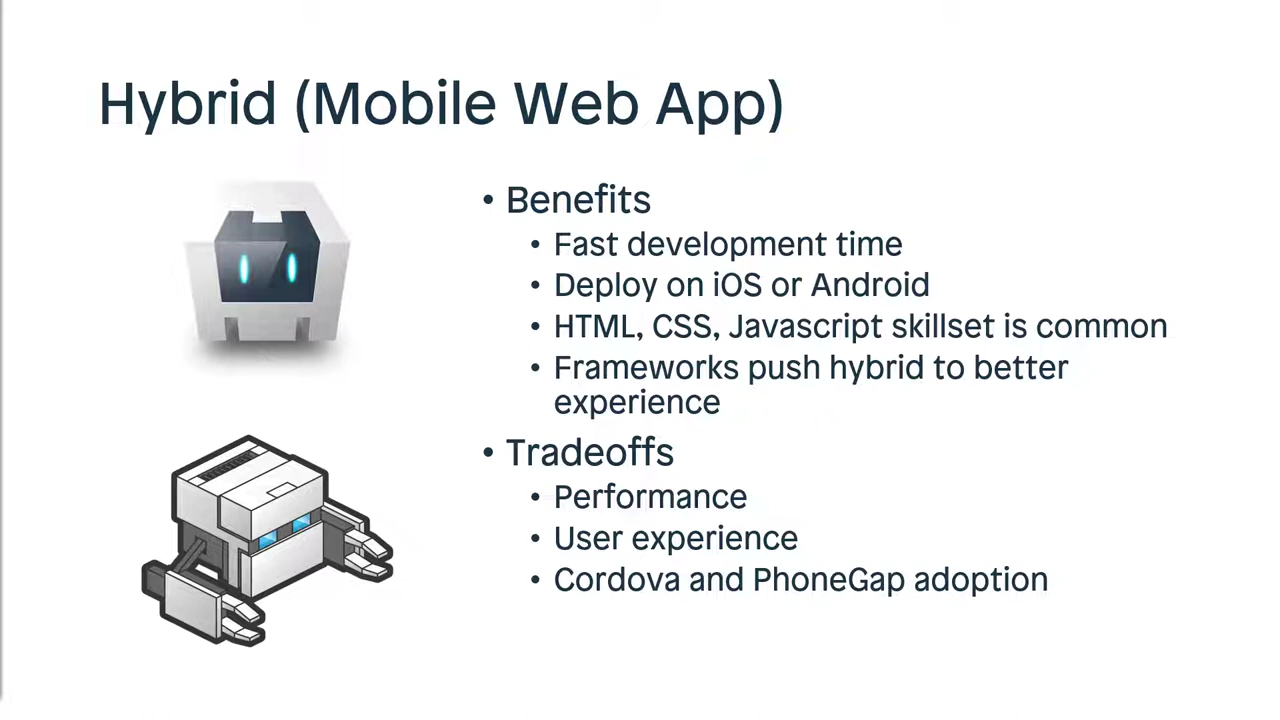 Hybrid (Mobile Web App)
• Benefits
• Fast development time
• Deploy on iOS or Android
• HTML, CSS, Javascript skillset is common
• Frameworks push hybrid to better
experience
• Tradeoffs
• Performance
• User experience
• Cordova and PhoneGap adoption